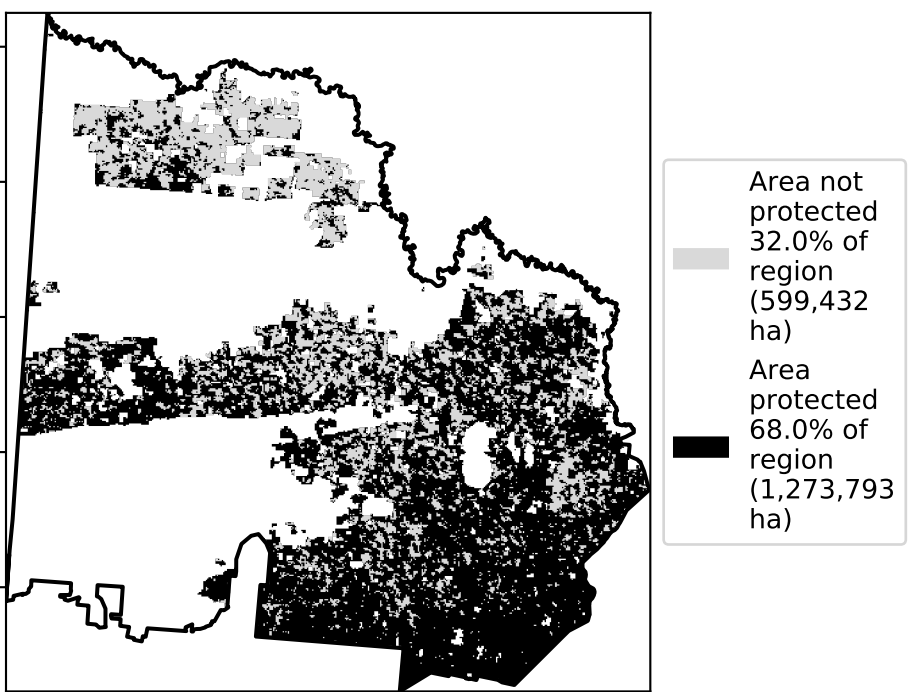 Area not
protected
32.0% of
region
(599,432
ha)
Area
protected
68.0% of
region
(1,273,793
ha)